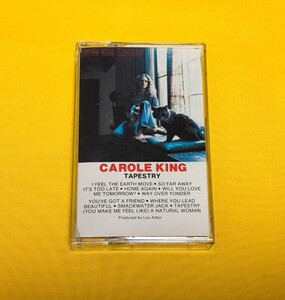 CAROLE KING
TAPESTRY
I FEEL THE EARTH MOVE • SO FAR AWAY
IT'S TOO LATE • HOME AGAIN • WILL YOU LOVE
ME TOMORROW? • WAY OVER YONDER
YOU'VE GOT A FRIEND • WHERE YOU LEAD
BEAUTIFUL • SMACKWATER JACK • TAPESTRY
(YOU MAKE ME FEEL LIKE) A NATURAL WOMAN
Produced by Lou Adler